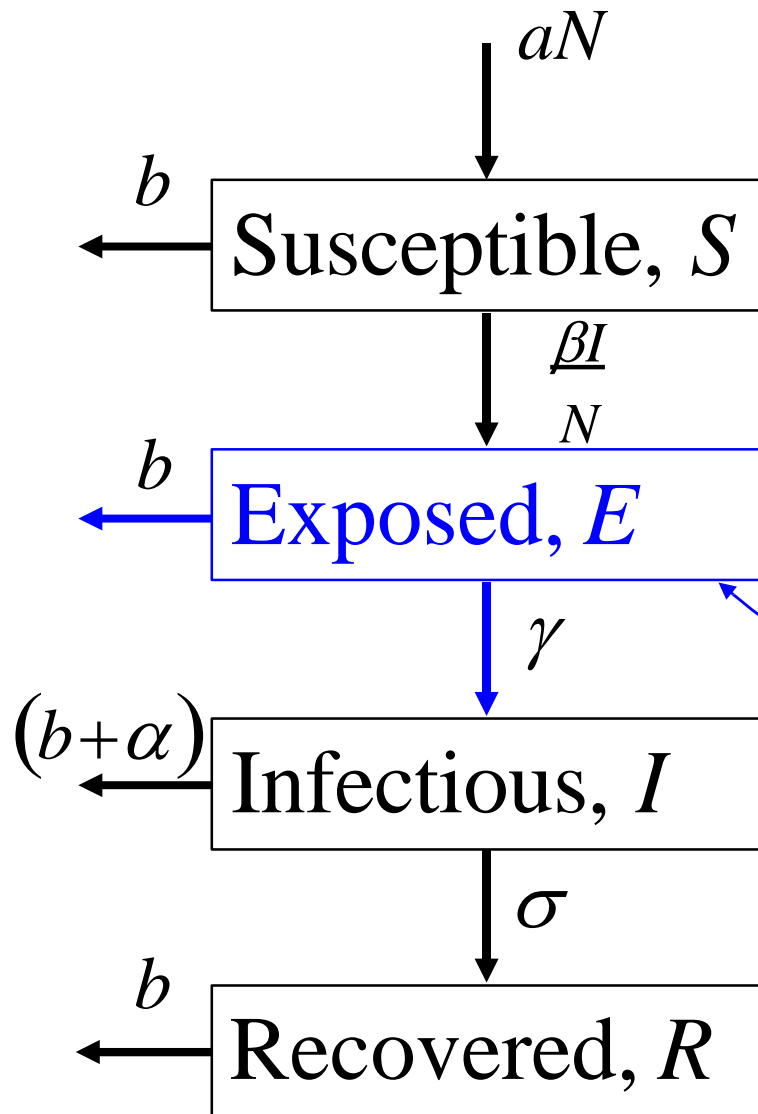 aN
b
Susceptible, S
βI
N
b
Exposed, E
γ
(b+α)
Infectious, I
σ
b
Recovered, R